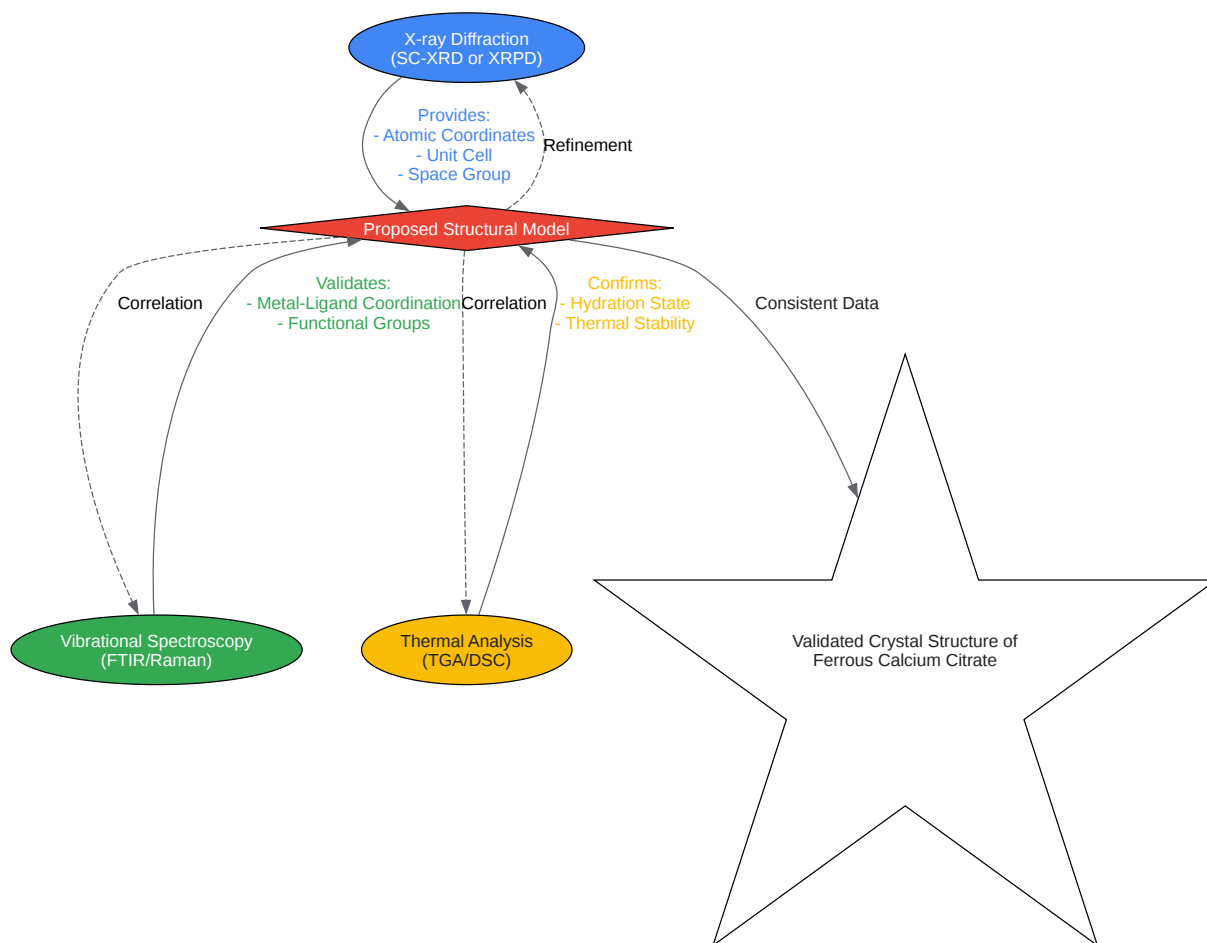 X-ray Diffraction
(SC-XRD or XRPD)
Provides:
- Atomic Coordinates
- Unit Cell
- Space Group
Refinement
Proposed Structural Model
Correlation
Validates:
- Metal-Ligand Coordination
- Functional Groups
Correlation
Confirms:
- Hydration State
- Thermal Stability
Consistent Data
Vibrational Spectroscopy
(FTIR/Raman)
Thermal Analysis
(TGA/DSC)
Validated Crystal Structure of
Ferrous Calcium Citrate